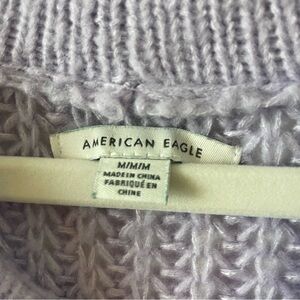 AMERICAN EAGLE
M/M/M
MADE IN CHINA
FABRIQUÉ EN
CHINE